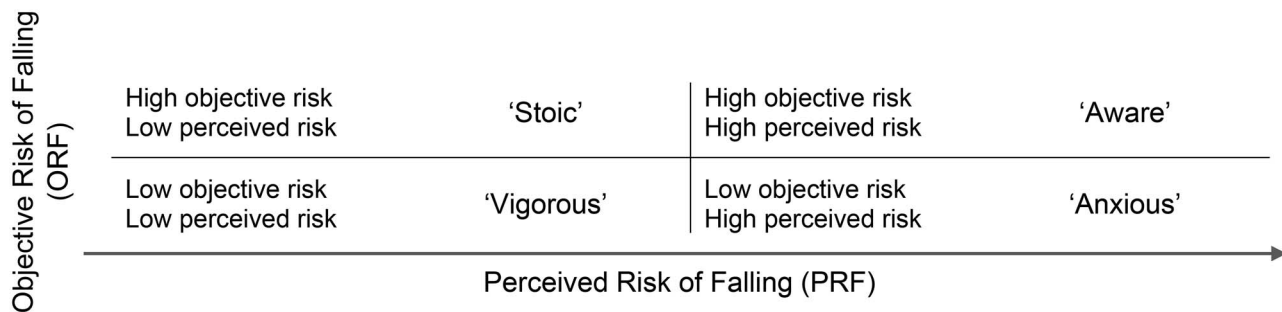 Objective Risk of Falling
(ORF)
High objective risk
Low perceived risk
‘Stoic’
High objective risk
High perceived risk
‘Aware’
Low objective risk
Low perceived risk
‘Vigorous’
Low objective risk
High perceived risk
‘Anxious’
Perceived Risk of Falling (PRF)